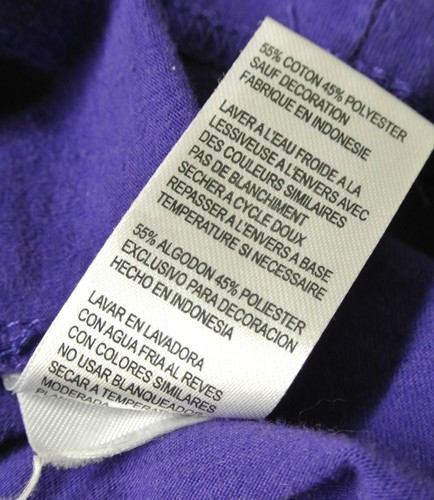 55% COTON 45% POLYESTER
SAUF DECORATION
FABRIQUE EN INDONESIE
LAVER A L'EAU FROIDE A LA
LESSIVEUSE A L'ENVERS AVEC
DES COULEURS SIMILAIRES
PAS DE BLANCHIMENT
SECHER A CYCLE DOUX
REPASSER A L'ENVERS A BASE
TEMPERATURE SI NECESSAIRE
55% ALGODON 45% POLIESTER
EXCLUSIVO PARA DECORACION
HECHO EN INDONESIA
LAVAR EN LAVADORA
CON AGUA FRIA AL REVES
CON COLORES SIMILARES
NO USAR BLANQUEADOR
SECAR A TEMPERATURA
MODERADA